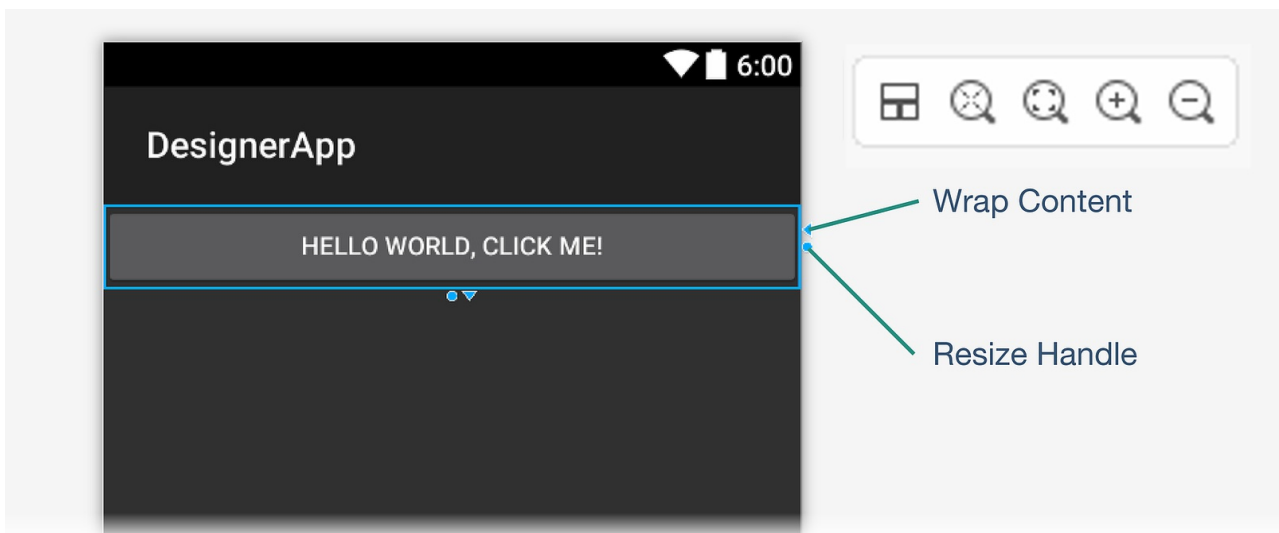 6:00
DesignerApp
Wrap Content
HELLO WORLD, CLICK ME!
Resize Handle